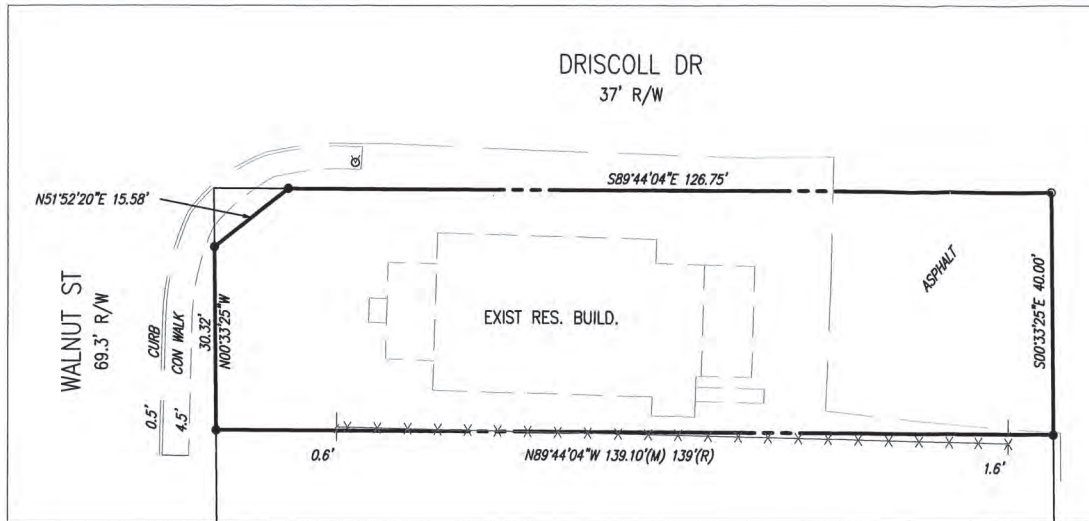 DRISCOLL DR
37' R/W
S89°44'04"E 126.75'
N51°52'20"E 15.58'
WALNUT ST
69.3' R/W
CURB
CON WALK
30.32'
N00°33'25"W
EXIST RES. BUILD.
ASPHALT
S00°33'25"E 40.00'
0.5'
4.5'
0.6'
N89°44'04"W 139.10'(M) 139'(R)
1.6'